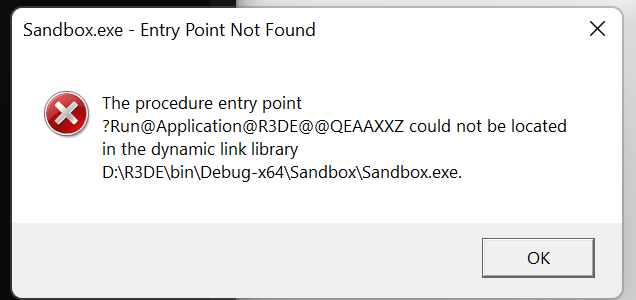 Sandbox.exe - Entry Point Not Found
The procedure entry point
?Run@Application@R3DE@@QEAAXXZ could not be located
in the dynamic link library
D:\R3DE\bin\Debug-x64\Sandbox\Sandbox.exe.
OK